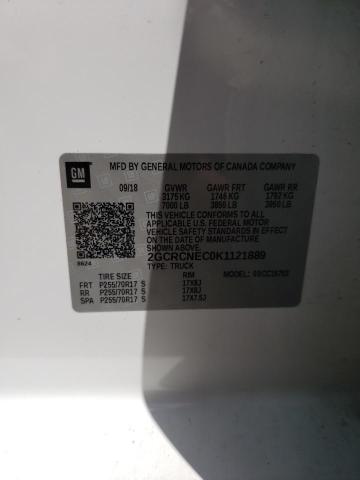 GM
MFD BY GENERAL MOTORS OF CANADA COMPANY
09/18 GVWR GAWR FRT GAWR RR
3175 KG 1746 KG 1792 KG
7000 LB 3850 LB 3950 LB
THIS VEHICLE CONFORMS TO ALL
APPLICABLE U.S. FEDERAL MOTOR
VEHICLE SAFETY STANDARDS IN
EFFECT ON THE DATE OF MANUFACTURE
SHOWN ABOVE.
2GCRCNEC0K1121889
TYPE: TRUCK MODEL:
8624
TIRE SIZE RIM
FRT P255/70R17 S 17X8J
RR P255/70R17 S 17X8J
SPA P255/70R17 S 17X7.5J